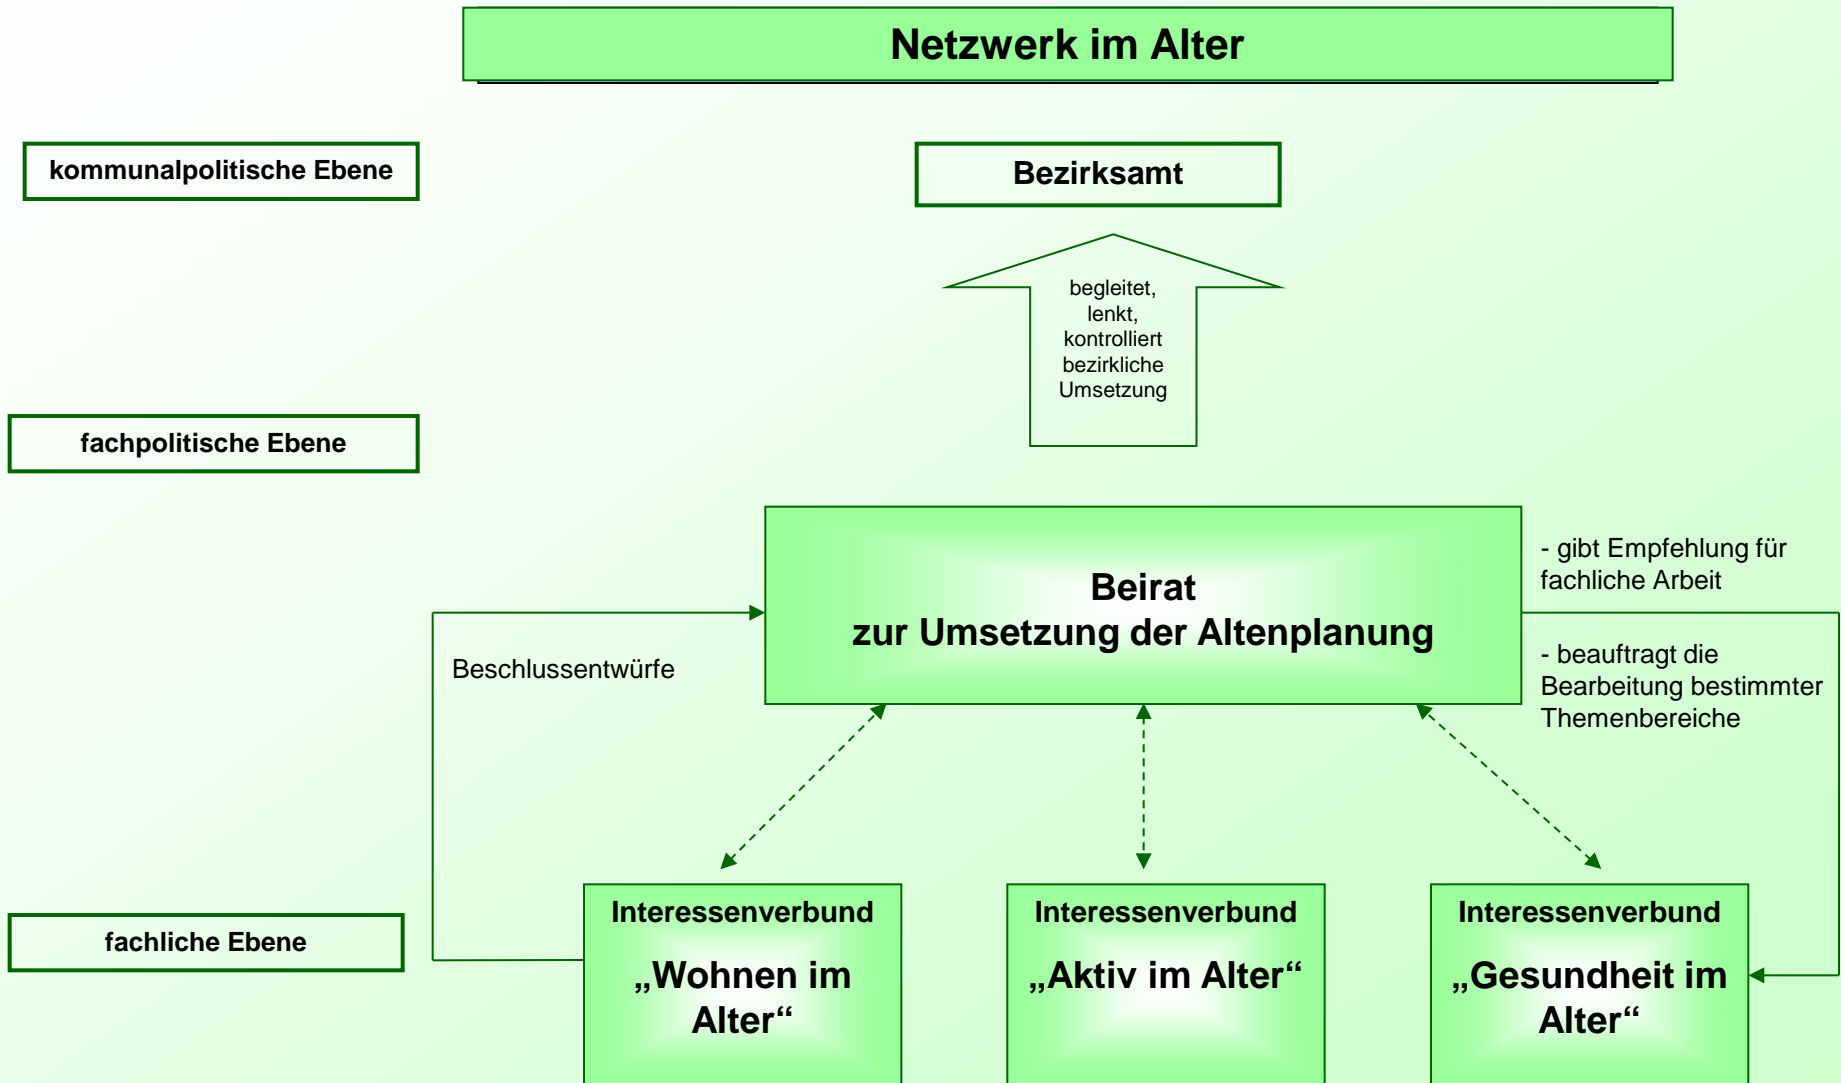 Netzwerk im Alter
kommunalpolitische Ebene
Bezirksamt
begleitet,
lenkt,
kontrolliert
bezirkliche
Umsetzung
fachpolitische Ebene
Beirat
zur Umsetzung der Altenplanung
- gibt Empfehlung für
fachliche Arbeit
- beauftragt die
Bearbeitung bestimmter
Themenbereiche
Beschlussentwürfe
fachliche Ebene
Interessenverbund
„Wohnen im
Alter“
Interessenverbund
„Aktiv im Alter“
Interessenverbund
„Gesundheit im
Alter“